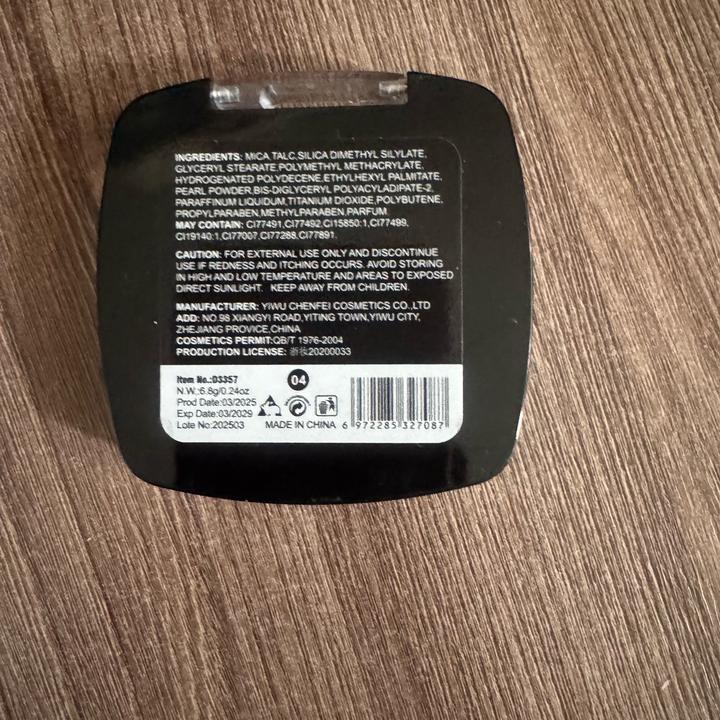 INGREDIENTS: MICA TALC,SILICA DIMETHYL SILYLATE,
GLYCERYL STEARATE,POLYMETHYL METHACRYLATE,
HYDROGENATED POLYDECENE,ETHYLHEXYL PALMITATE,
PEARL POWDER,BIS-DIGLYCERYL POLYACYLADIPATE-2,
PARAFFINUM LIQUIDUM,TITANIUM DIOXIDE,POLYBUTENE,
PROPYLPARABEN,METHYLPARABEN,PARFUM.
MAY CONTAIN: CI77491,CI77492,CI15850:1,CI77499,
CI19140:1,CI77007,CI77288,CI77891.
CAUTION: FOR EXTERNAL USE ONLY AND DISCONTINUE
USE IF REDNESS AND ITCHING OCCURS. AVOID STORING
IN HIGH AND LOW TEMPERATURE AND AREAS TO EXPOSED
DIRECT SUNLIGHT. KEEP AWAY FROM CHILDREN.
MANUFACTURER: YIWU CHENFEI COSMETICS CO.,LTD
ADD: NO.98 XIANGYI ROAD,YITING TOWN,YIWU CITY,
ZHEJIANG PROVICE,CHINA
COSMETICS PERMIT:QB/T 1976-2004
PRODUCTION LICENSE: 浙妆20200033
Item No.:D3357
04
N.W.:6.8g/0.24oz
Prod Date:03/2025
Exp Date:03/2029
Lote No:202503
MADE IN CHINA
6 972285 327087